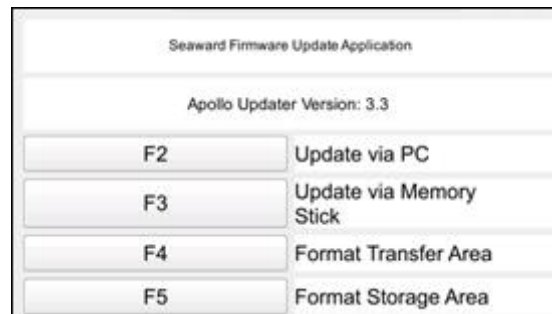 Seaward Firmware Update Application
Apollo Updater Version: 3.3
F2 Update via PC
F3 Update via Memory
Stick
F4 Format Transfer Area
F5 Format Storage Area